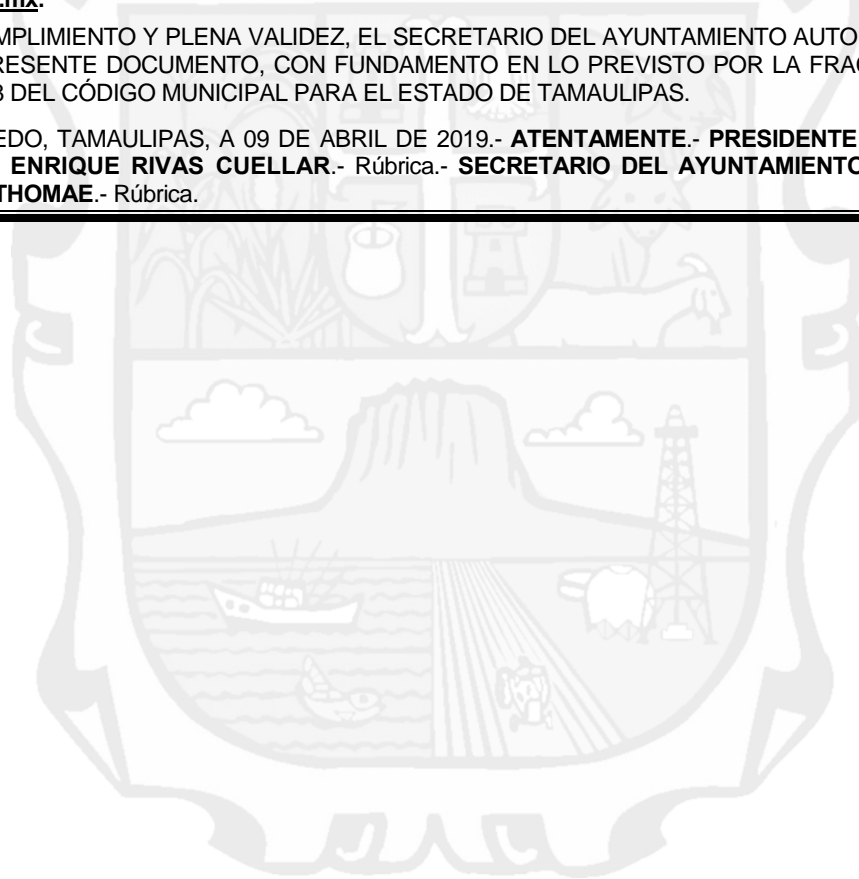 .mx.
MPLIMIENTO Y PLENA VALIDEZ, EL SECRETARIO DEL AYUNTAMIENTO AUTO
RESENTE DOCUMENTO, CON FUNDAMENTO EN LO PREVISTO POR LA FRAC
3 DEL CÓDIGO MUNICIPAL PARA EL ESTADO DE TAMAULIPAS.
EDO, TAMAULIPAS, A 09 DE ABRIL DE 2019.- ATENTAMENTE.- PRESIDENTE
ENRIQUE RIVAS CUELLAR.- Rúbrica.- SECRETARIO DEL AYUNTAMIENTO
THOMAE.- Rúbrica.